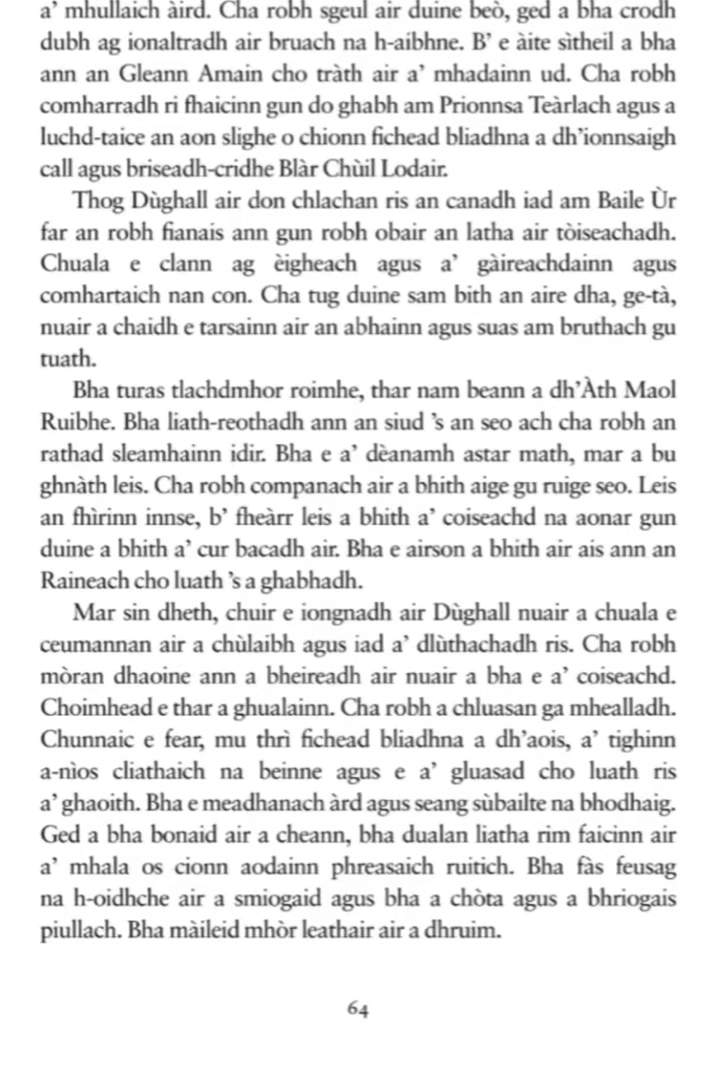 a’ mhullaich àird. Cha robh sgeul air duine beò, ged a bha crodh
dubh ag ionaltradh air bruach na h-aibhne. B’ e àite sìtheil a bha
ann an Gleann Amain cho tràth air a’ mhadainn ud. Cha robh
comharradh ri fhaicinn gun do ghabh am Prionnsa Teàrlach agus a
luchd-taice an aon slighe o chionn fichead bliadhna a dh’ionnsaigh
call agus briseadh-cridhe Blàr Chùil Lodair.
Thog Dùghall air don chlachan ris an canadh iad am Baile Ùr
far an robh fianais ann gun robh obair an latha air tòiseachadh.
Chuala e clann ag èigheach agus a’ gàireachdainn agus
comhartaich nan con. Cha tug duine sam bith an aire dha, ge-tà,
nuair a chaidh e tarsainn air an abhainn agus suas am bruthach gu
tuath.
Bha turas tlachdmhor roimhe, thar nam beann a dh’Àth Maol
Ruibhe. Bha liath-reothadh ann an siud ’s an seo ach cha robh an
rathad sleamhainn idir. Bha e a’ dèanamh astar math, mar a bu
ghnàth leis. Cha robh companach air a bhith aige gu ruige seo. Leis
an fhìrinn innse, b’ fheàrr leis a bhith a’ coiseachd na aonar gun
duine a bhith a’ cur bacadh air. Bha e airson a bhith air ais ann an
Raineach cho luath ’s a ghabhadh.
Mar sin dheth, chuir e iongnadh air Dùghall nuair a chuala e
ceumannan air a chùlaibh agus iad a’ dlùthachadh ris. Cha robh
mòran dhaoine ann a bheireadh air nuair a bha e a’ coiseachd.
Choimhead e thar a ghualainn. Cha robh a chluasan ga mhealladh.
Chunnaic e fear, mu thrì fichead bliadhna a dh’aois, a’ tighinn
a-nìos cliathaich na beinne agus e a’ gluasad cho luath ris
a’ ghaoith. Bha e meadhanach àrd agus seang sùbailte na bhodhaig.
Ged a bha bonaid air a cheann, bha dualan liatha rim faicinn air
a’ mhala os cionn aodainn phreasaich ruitich. Bha fàs feusag
na h-oidhche air a smiogaid agus bha a chòta agus a bhriogais
piullach. Bha màileid mhòr leathair air a dhruim.
64